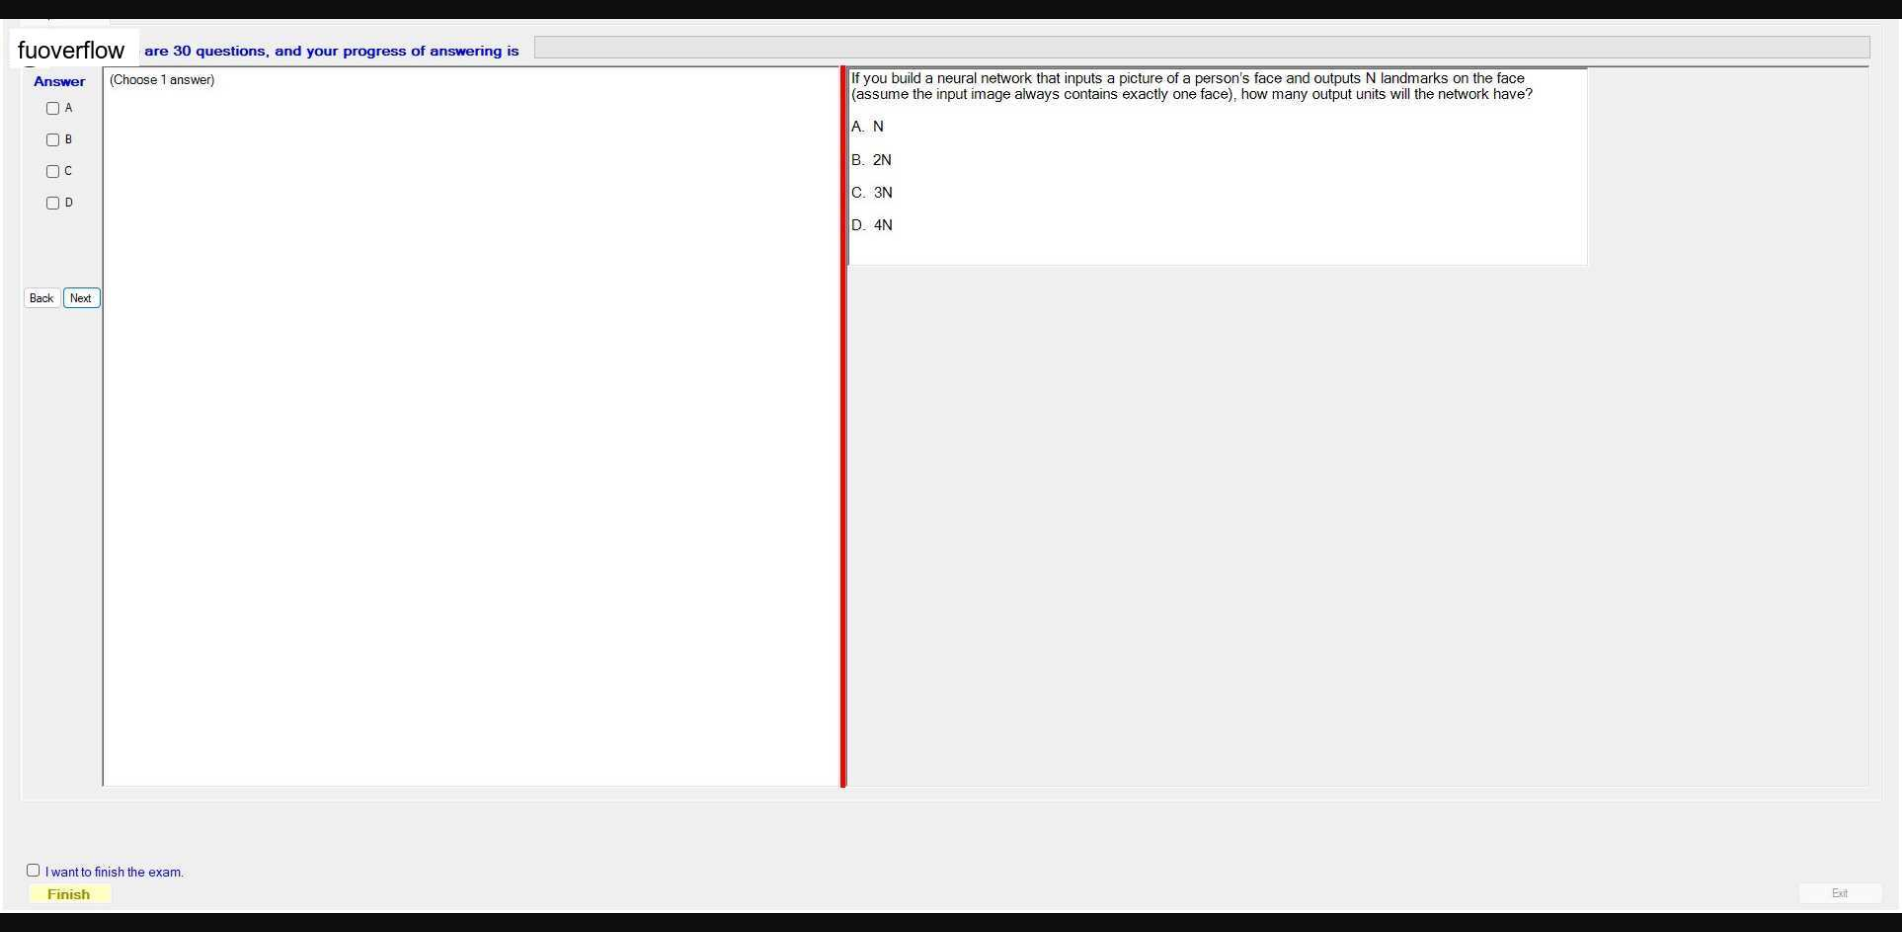 fuoverflow are 30 questions, and your progress of answering is
Answer
(Choose 1 answer)
A
B
C
D
Back Next
If you build a neural network that inputs a picture of a person's face and outputs N landmarks on the face
(assume the input image always contains exactly one face), how many output units will the network have?
A. N
B. 2N
C. 3N
D. 4N
I want to finish the exam.
Finish
Exit